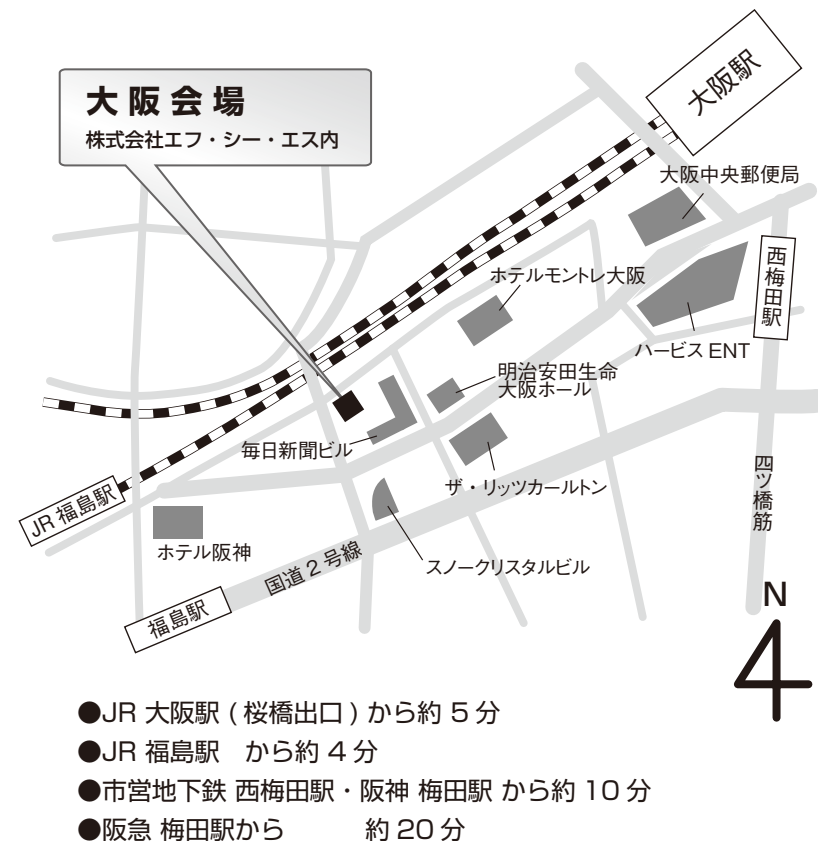 大阪会場
株式会社エフ・シー・エス内
大阪駅
大阪中央郵便局
西梅田駅
ホテルモントレ大阪
ハービス ENT
明治安田生命
大阪ホール
毎日新聞ビル
ザ・リッツカールトン
四ツ橋筋
JR 福島駅
ホテル阪神
スノークリスタルビル
国道2号線
福島駅
N
●JR 大阪駅 ( 桜橋出口 ) から約 5 分
●JR 福島駅　から約 4 分
●市営地下鉄 西梅田駅・阪神 梅田駅 から約 10 分
●阪急 梅田駅から　　　約 20 分